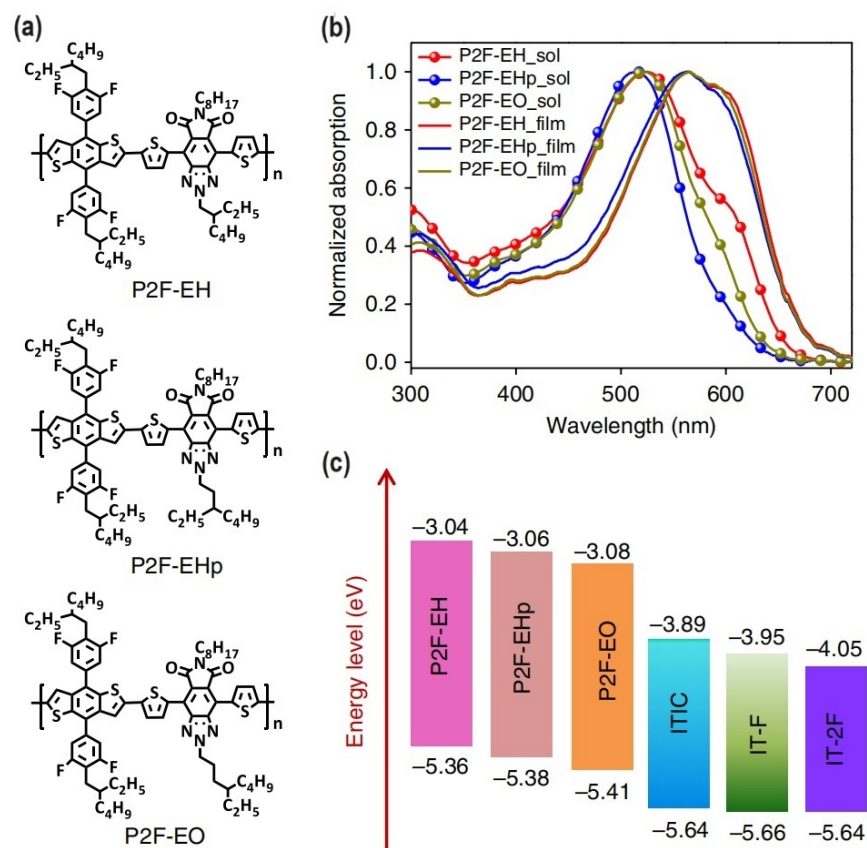 (a)
C₄H₉
C₂H₅
F
F
C₈H₁₇
N
O
O
S
S
S
S
n
N
N
N
F
F
C₂H₅
C₄H₉
C₂H₅
C₄H₉
P2F-EH
C₄H₉
C₂H₅
F
F
C₈H₁₇
N
O
O
S
S
S
S
n
N
N
N
F
F
C₂H₅
C₄H₉
C₂H₅
C₄H₉
P2F-EHp
C₄H₉
C₂H₅
F
F
C₈H₁₇
N
O
O
S
S
S
S
n
N
N
N
F
F
C₂H₅
C₄H₉
C₄H₉
C₂H₅
P2F-EO
(b)
P2F-EH_sol
P2F-EHp_sol
P2F-EO_sol
P2F-EH_film
P2F-EHp_film
P2F-EO_film
Normalized absorption
1.0
0.8
0.6
0.4
0.2
0.0
300 400 500 600 700
Wavelength (nm)
(c)
Energy level (eV)
–3.04
P2F-EH
–5.36
–3.06
P2F-EHp
–5.38
–3.08
P2F-EO
–5.41
–3.89
ITIC
–5.64
–3.95
IT-F
–5.66
–4.05
IT-2F
–5.64